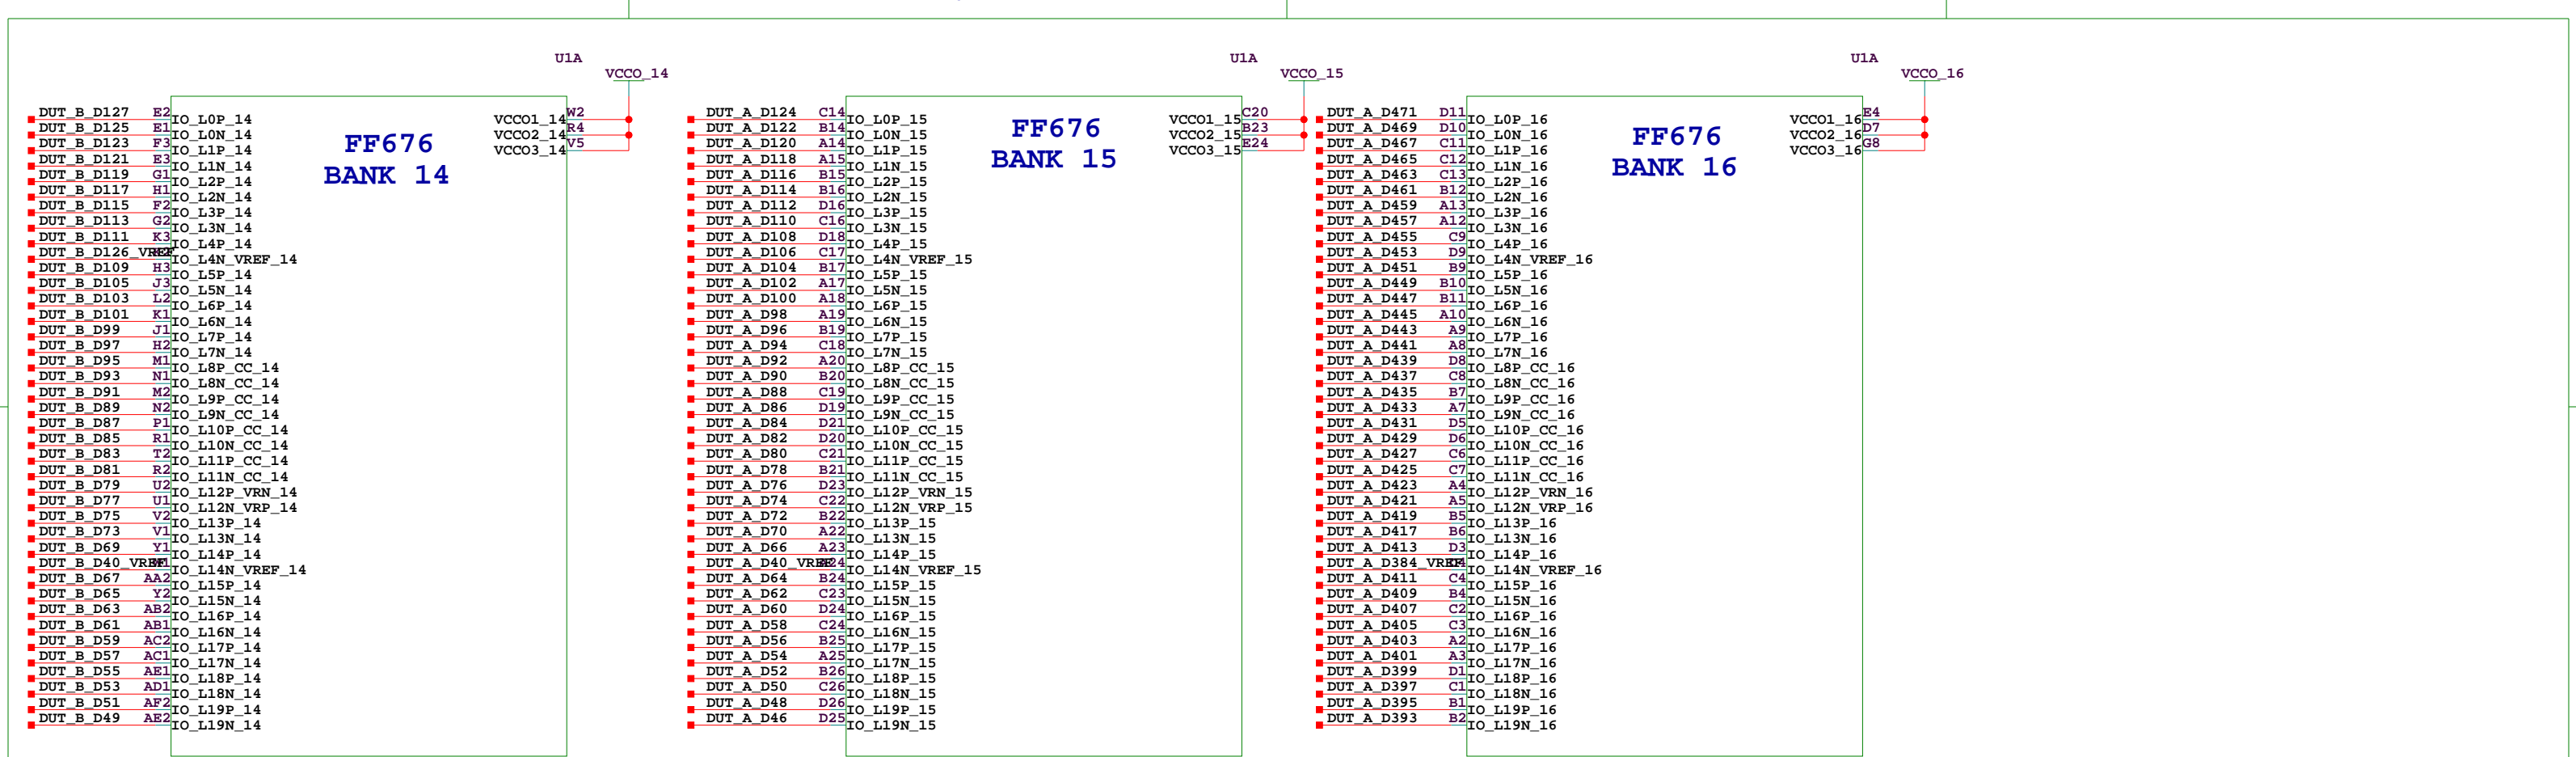 U1A
VCCO_14
FF676
BANK 14
DUT_B_D127 E2 IO_L0P_14
DUT_B_D125 E1 IO_L0N_14
DUT_B_D123 F3 IO_L1P_14
DUT_B_D121 E3 IO_L1N_14
DUT_B_D119 G1 IO_L2P_14
DUT_B_D117 H1 IO_L2N_14
DUT_B_D115 F2 IO_L3P_14
DUT_B_D113 G2 IO_L3N_14
DUT_B_D111 K3 IO_L4P_14
DUT_B_D126_VREF IO_L4N_VREF_14
DUT_B_D109 H3 IO_L5P_14
DUT_B_D105 J3 IO_L5N_14
DUT_B_D103 L2 IO_L6P_14
DUT_B_D101 K1 IO_L6N_14
DUT_B_D99 J1 IO_L7P_14
DUT_B_D97 H2 IO_L7N_14
DUT_B_D95 M1 IO_L8P_CC_14
DUT_B_D93 N1 IO_L8N_CC_14
DUT_B_D91 M2 IO_L9P_CC_14
DUT_B_D89 N2 IO_L9N_CC_14
DUT_B_D87 P1 IO_L10P_CC_14
DUT_B_D85 R1 IO_L10N_CC_14
DUT_B_D83 T2 IO_L11P_CC_14
DUT_B_D81 R2 IO_L11N_CC_14
DUT_B_D79 U2 IO_L12P_VRN_14
DUT_B_D77 U1 IO_L12N_VRP_14
DUT_B_D75 V2 IO_L13P_14
DUT_B_D73 V1 IO_L13N_14
DUT_B_D69 Y1 IO_L14P_14
DUT_B_D40_VREF IO_L14N_VREF_14
DUT_B_D67 AA2 IO_L15P_14
DUT_B_D65 Y2 IO_L15N_14
DUT_B_D63 AB2 IO_L16P_14
DUT_B_D61 AB1 IO_L16N_14
DUT_B_D59 AC2 IO_L17P_14
DUT_B_D57 AC1 IO_L17N_14
DUT_B_D55 AE1 IO_L18P_14
DUT_B_D53 AD1 IO_L18N_14
DUT_B_D51 AF2 IO_L19P_14
DUT_B_D49 AE2 IO_L19N_14
VCCO1_14 W2
VCCO2_14 R4
VCCO3_14 V5
U1A
VCCO_15
FF676
BANK 15
DUT_A_D124 C14 IO_L0P_15
DUT_A_D122 B14 IO_L0N_15
DUT_A_D120 A14 IO_L1P_15
DUT_A_D118 A15 IO_L1N_15
DUT_A_D116 B15 IO_L2P_15
DUT_A_D114 B16 IO_L2N_15
DUT_A_D112 D16 IO_L3P_15
DUT_A_D110 C16 IO_L3N_15
DUT_A_D108 D18 IO_L4P_15
DUT_A_D106 C17 IO_L4N_VREF_15
DUT_A_D104 B17 IO_L5P_15
DUT_A_D102 A17 IO_L5N_15
DUT_A_D100 A18 IO_L6P_15
DUT_A_D98 A19 IO_L6N_15
DUT_A_D96 B19 IO_L7P_15
DUT_A_D94 C18 IO_L7N_15
DUT_A_D92 A20 IO_L8P_CC_15
DUT_A_D90 B20 IO_L8N_CC_15
DUT_A_D88 C19 IO_L9P_CC_15
DUT_A_D86 D19 IO_L9N_CC_15
DUT_A_D84 D21 IO_L10P_CC_15
DUT_A_D82 D20 IO_L10N_CC_15
DUT_A_D80 C21 IO_L11P_CC_15
DUT_A_D78 B21 IO_L11N_CC_15
DUT_A_D76 D23 IO_L12P_VRN_15
DUT_A_D74 C22 IO_L12N_VRP_15
DUT_A_D72 B22 IO_L13P_15
DUT_A_D70 A22 IO_L13N_15
DUT_A_D66 A23 IO_L14P_15
DUT_A_D40_VREF IO_L14N_VREF_15
DUT_A_D64 B24 IO_L15P_15
DUT_A_D62 C23 IO_L15N_15
DUT_A_D60 D24 IO_L16P_15
DUT_A_D58 C24 IO_L16N_15
DUT_A_D56 B25 IO_L17P_15
DUT_A_D54 A25 IO_L17N_15
DUT_A_D52 B26 IO_L18P_15
DUT_A_D50 C26 IO_L18N_15
DUT_A_D48 D26 IO_L19P_15
DUT_A_D46 D25 IO_L19N_15
VCCO1_15 C20
VCCO2_15 B23
VCCO3_15 E24
U1A
VCCO_16
FF676
BANK 16
DUT_A_D471 D11 IO_L0P_16
DUT_A_D469 D10 IO_L0N_16
DUT_A_D467 C11 IO_L1P_16
DUT_A_D465 C12 IO_L1N_16
DUT_A_D463 C13 IO_L2P_16
DUT_A_D461 B12 IO_L2N_16
DUT_A_D459 A13 IO_L3P_16
DUT_A_D457 A12 IO_L3N_16
DUT_A_D455 C9 IO_L4P_16
DUT_A_D453 D9 IO_L4N_VREF_16
DUT_A_D451 B9 IO_L5P_16
DUT_A_D449 B10 IO_L5N_16
DUT_A_D447 B11 IO_L6P_16
DUT_A_D445 A10 IO_L6N_16
DUT_A_D443 A9 IO_L7P_16
DUT_A_D441 A8 IO_L7N_16
DUT_A_D439 D8 IO_L8P_CC_16
DUT_A_D437 C8 IO_L8N_CC_16
DUT_A_D435 B7 IO_L9P_CC_16
DUT_A_D433 A7 IO_L9N_CC_16
DUT_A_D431 D5 IO_L10P_CC_16
DUT_A_D429 D6 IO_L10N_CC_16
DUT_A_D427 C6 IO_L11P_CC_16
DUT_A_D425 C7 IO_L11N_CC_16
DUT_A_D423 A4 IO_L12P_VRN_16
DUT_A_D421 A5 IO_L12N_VRP_16
DUT_A_D419 B5 IO_L13P_16
DUT_A_D417 B6 IO_L13N_16
DUT_A_D413 D3 IO_L14P_16
DUT_A_D384_VREF IO_L14N_VREF_16
DUT_A_D411 C4 IO_L15P_16
DUT_A_D409 B4 IO_L15N_16
DUT_A_D407 C2 IO_L16P_16
DUT_A_D405 C3 IO_L16N_16
DUT_A_D403 A2 IO_L17P_16
DUT_A_D401 A3 IO_L17N_16
DUT_A_D399 D1 IO_L18P_16
DUT_A_D397 C1 IO_L18N_16
DUT_A_D395 B1 IO_L19P_16
DUT_A_D393 B2 IO_L19N_16
VCCO1_16 E4
VCCO2_16 D7
VCCO3_16 G8